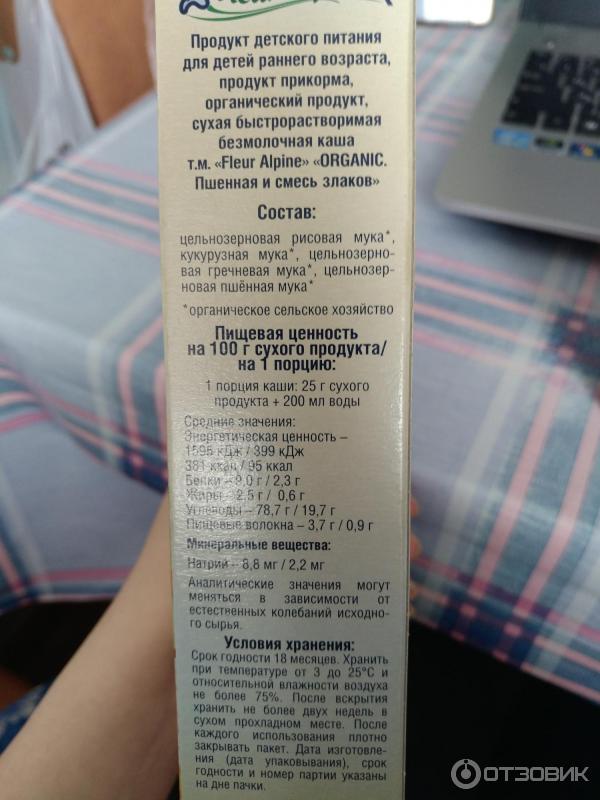 Продукт детского питания
для детей раннего возраста,
продукт прикорма,
органический продукт,
сухая быстрорастворимая
безмолочная каша
т.м. «Fleur Alpine» «ORGANIC.
Пшенная и смесь злаков»
Состав:
цельнозерновая рисовая мука*,
кукурузная мука*, цельнозерно-
вая гречневая мука*, цельнозер-
новая пшённая мука*
*органическое сельское хозяйство
Пищевая ценность
на 100 г сухого продукта/
на 1 порцию:
1 порция каши: 25 г сухого
продукта + 200 мл воды
Средние значения:
Энергетическая ценность –
1595 кДж / 399 кДж
381 ккал / 95 ккал
Белки – 9,0 г / 2,3 г
Жиры – 2,5 г / 0,6 г
Углеводы – 78,7 г / 19,7 г
Пищевые волокна – 3,7 г / 0,9 г
Минеральные вещества:
Натрий – 8,8 мг / 2,2 мг
Аналитические значения могут
меняться в зависимости от
естественных колебаний исходно-
го сырья.
Условия хранения:
Срок годности 18 месяцев. Хранить
при температуре от 3 до 25°С и
относительной влажности воздуха
не более 75%. После вскрытия
хранить не более двух недель в
сухом прохладном месте. После
каждого использования плотно
закрывать пакет. Дата изготовле-
ния (дата упаковывания), срок
годности и номер партии указаны
на дне пачки.
ОТЗОВИК